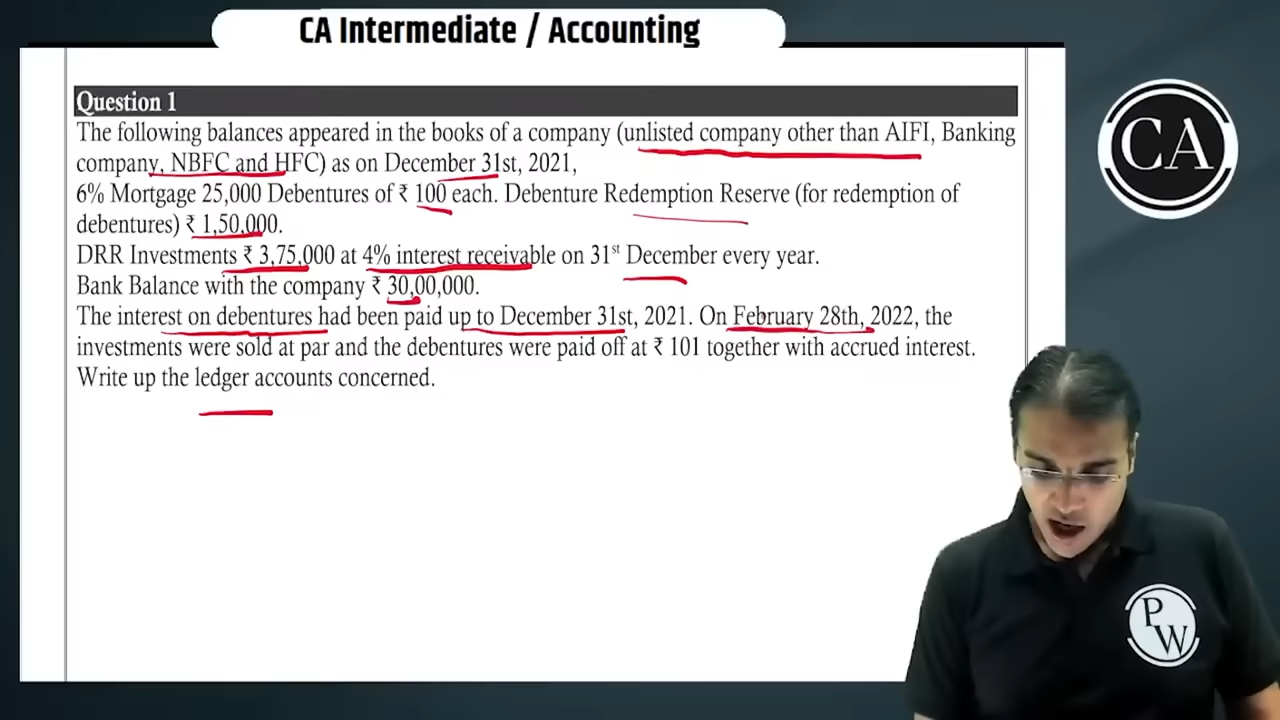 CA Intermediate / Accounting
CA
Question 1
The following balances appeared in the books of a company (unlisted company other than AIFI, Banking
company, NBFC and HFC) as on December 31st, 2021,
6% Mortgage 25,000 Debentures of ₹ 100 each. Debenture Redemption Reserve (for redemption of
debentures) ₹ 1,50,000.
DRR Investments ₹ 3,75,000 at 4% interest receivable on 31st December every year.
Bank Balance with the company ₹ 30,00,000.
The interest on debentures had been paid up to December 31st, 2021. On February 28th, 2022, the
investments were sold at par and the debentures were paid off at ₹ 101 together with accrued interest.
Write up the ledger accounts concerned.
PW